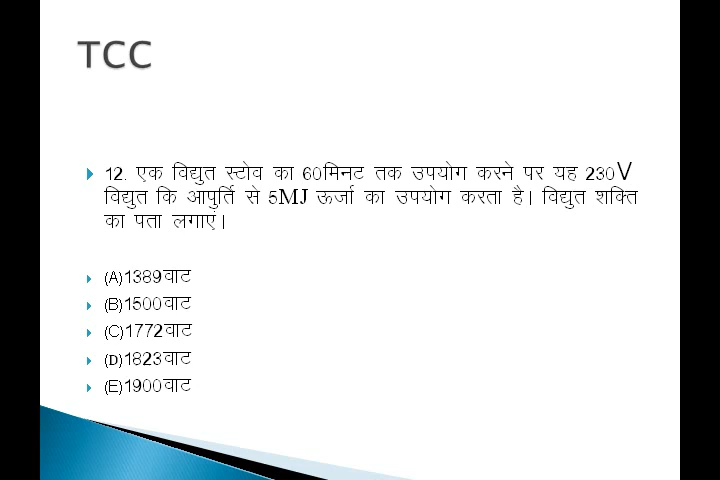 TCC
12. एक विद्युत स्टोव का 60मिनट तक उपयोग करने पर यह 230V
विद्युत कि आपुर्ति से 5MJ ऊर्जा का उपयोग करता है। विद्युत शक्ति
का पता लगाएं।
(A)1389वाट
(B)1500वाट
(C)1772वाट
(D)1823वाट
(E)1900वाट